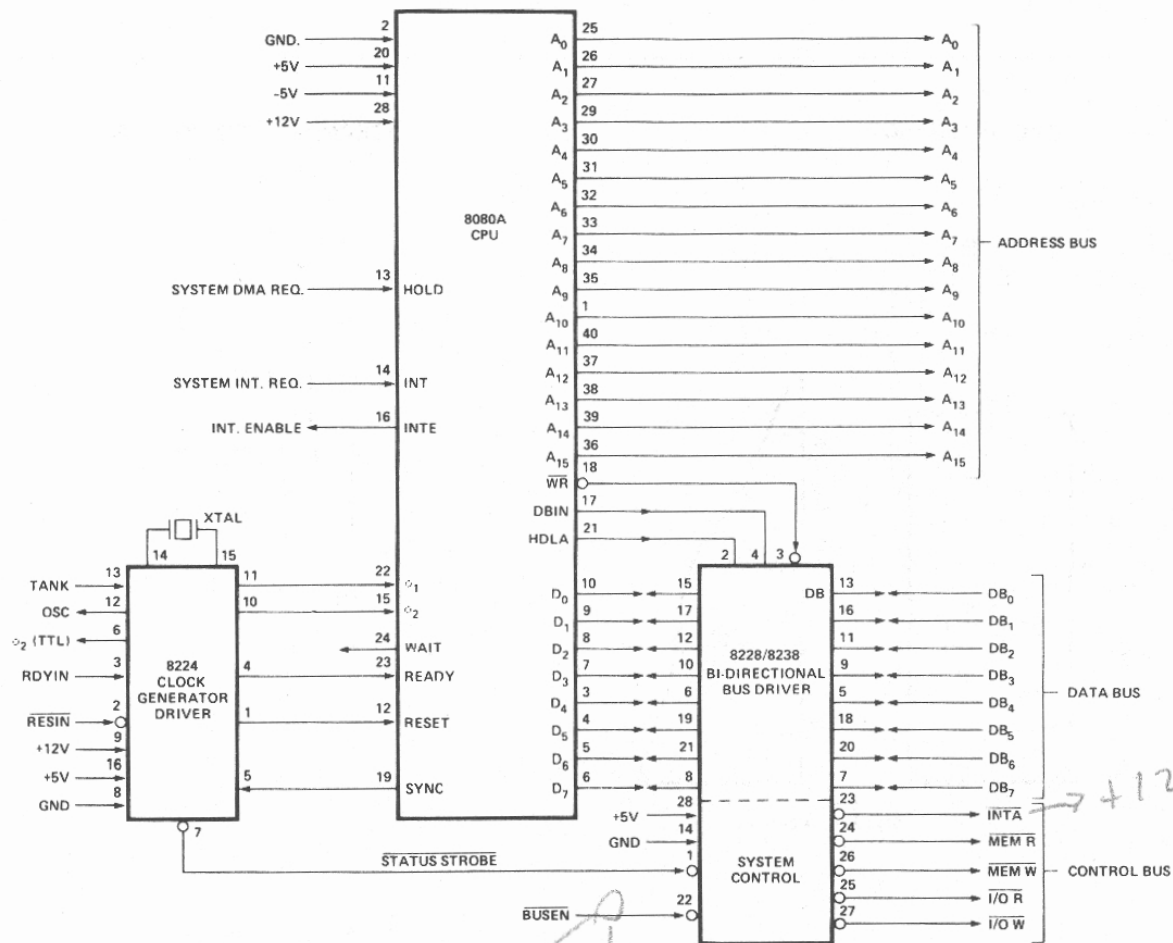 GND. 2
+5V 20
-5V 11
+12V 28
8080A
CPU
SYSTEM DMA REQ. 13 HOLD
SYSTEM INT. REQ. 14 INT
INT. ENABLE 16 INTE
A0 25 A0
A1 26 A1
A2 27 A2
A3 29 A3
A4 30 A4
A5 31 A5
A6 32 A6
A7 33 A7
A8 34 A8
A9 35 A9
A10 1 A10
A11 40 A11
A12 37 A12
A13 38 A13
A14 39 A14
A15 36 A15
ADDRESS BUS
WR 18
DBIN 17
HDLA 21
2 4 3
XTAL
14 15
TANK 13
OSC 12
φ2 (TTL) 6
RDYIN 3
RESIN 2
+12V 9
+5V 16
GND 8
8224
CLOCK
GENERATOR
DRIVER
11 22 φ1
10 15 φ2
24 WAIT
4 23 READY
1 12 RESET
5 19 SYNC
7
STATUS STROBE
D0 10 15 DB 13 DB0
D1 9 17 16 DB1
D2 8 12 11 DB2
D3 7 10 9 DB3
D4 3 6 5 DB4
D5 4 19 18 DB5
D6 5 21 20 DB6
D7 6 8 7 DB7
8228/8238
BI-DIRECTIONAL
BUS DRIVER
DATA BUS
+5V 28
GND 14
1
BUSEN 22
SYSTEM
CONTROL
23 INTA +12
24 MEM R
26 MEM W
25 I/O R
27 I/O W
CONTROL BUS